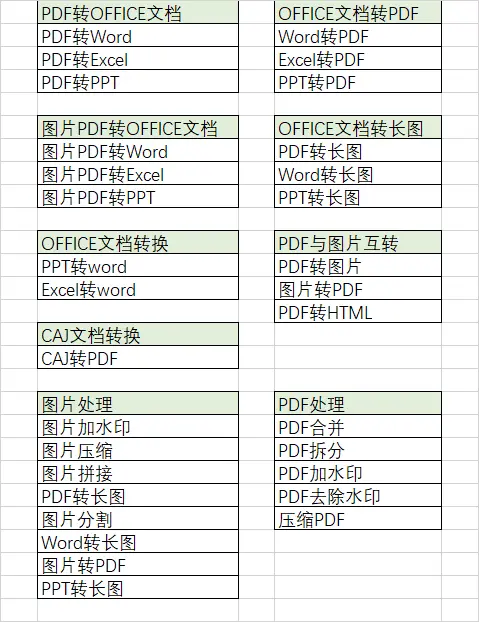 PDF转OFFICE文档
PDF转Word
PDF转Excel
PDF转PPT
OFFICE文档转PDF
Word转PDF
Excel转PDF
PPT转PDF
图片PDF转OFFICE文档
图片PDF转Word
图片PDF转Excel
图片PDF转PPT
OFFICE文档转长图
PDF转长图
Word转长图
PPT转长图
OFFICE文档转换
PPT转word
Excel转word
PDF与图片互转
PDF转图片
图片转PDF
PDF转HTML
CAJ文档转换
CAJ转PDF
图片处理
图片加水印
图片压缩
图片拼接
PDF转长图
图片分割
Word转长图
图片转PDF
PPT转长图
PDF处理
PDF合并
PDF拆分
PDF加水印
PDF去除水印
压缩PDF